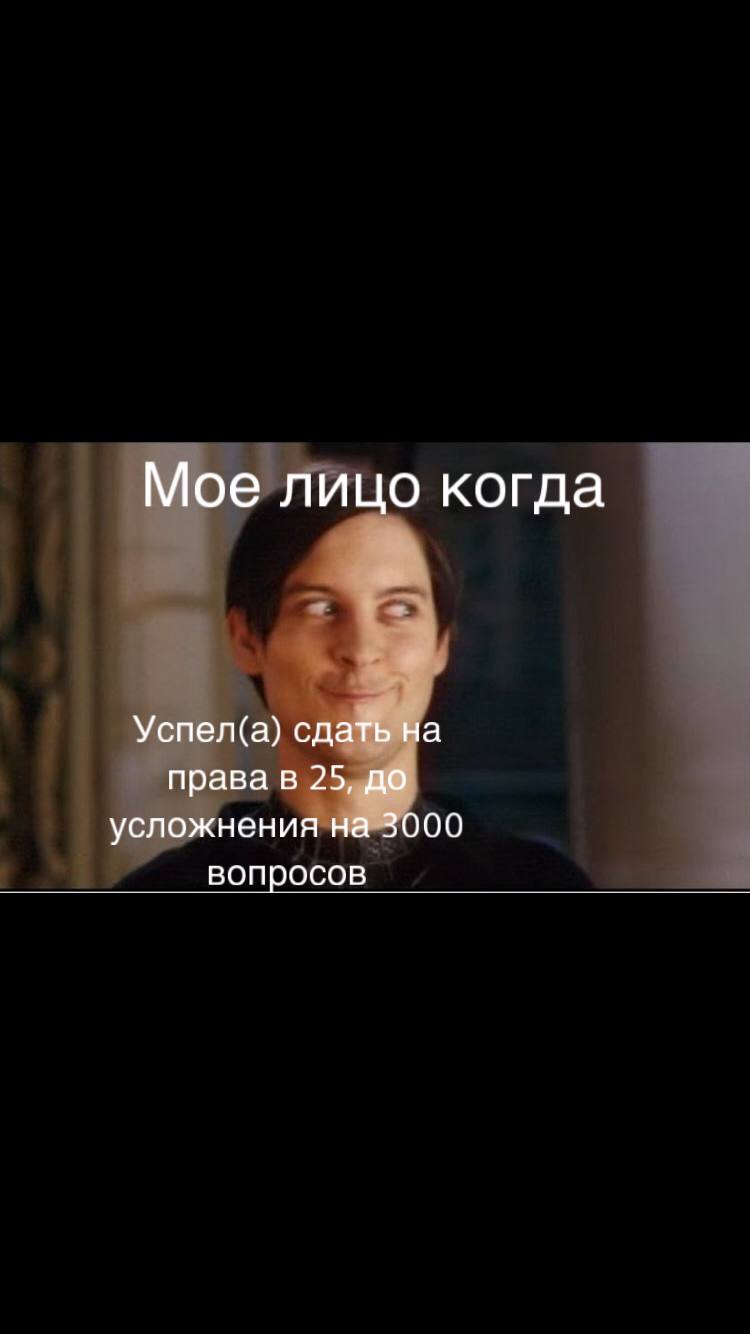 Мое лицо когда
Успел(а) сдать на
права в 25, до
усложнения на 3000
вопросов